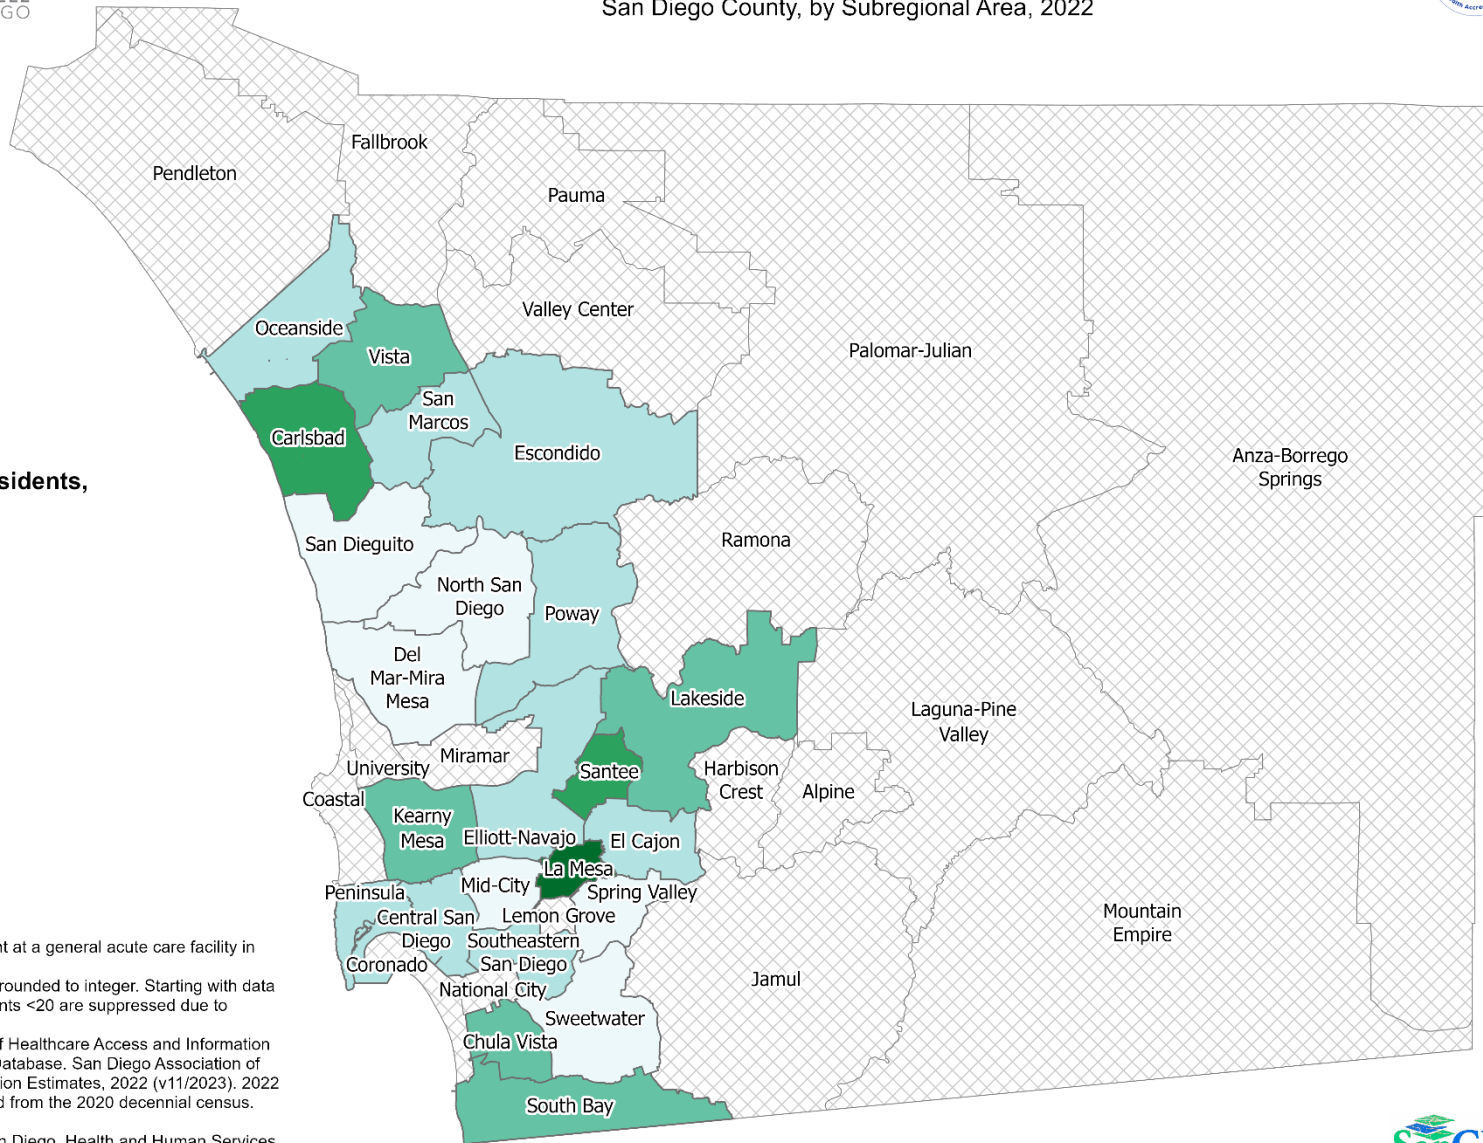 GO
San Diego County, by Subregional Area, 2022
Fallbrook
Pendleton
Pauma
Valley Center
Oceanside
Vista
Palomar-Julian
San
Marcos
Carlsbad
Escondido
Anza-Borrego
Springs
sidents,
San Dieguito
Ramona
North San
Diego
Poway
Del
Mar-Mira
Mesa
Lakeside
Laguna-Pine
Valley
Miramar
University
Santee
Harbison
Crest
Alpine
Coastal
Kearny
Mesa
Elliott-Navajo
El Cajon
La Mesa
Mid-City
Spring Valley
Peninsula
Central San
Diego
Lemon Grove
Mountain
Empire
Southeastern
San Diego
Coronado
Jamul
National City
Sweetwater
Chula Vista
South Bay
nt at a general acute care facility in
rounded to integer. Starting with data
nts <20 are suppressed due to
f Healthcare Access and Information
Database. San Diego Association of
ion Estimates, 2022 (v11/2023). 2022
d from the 2020 decennial census.
n Diego, Health and Human Services